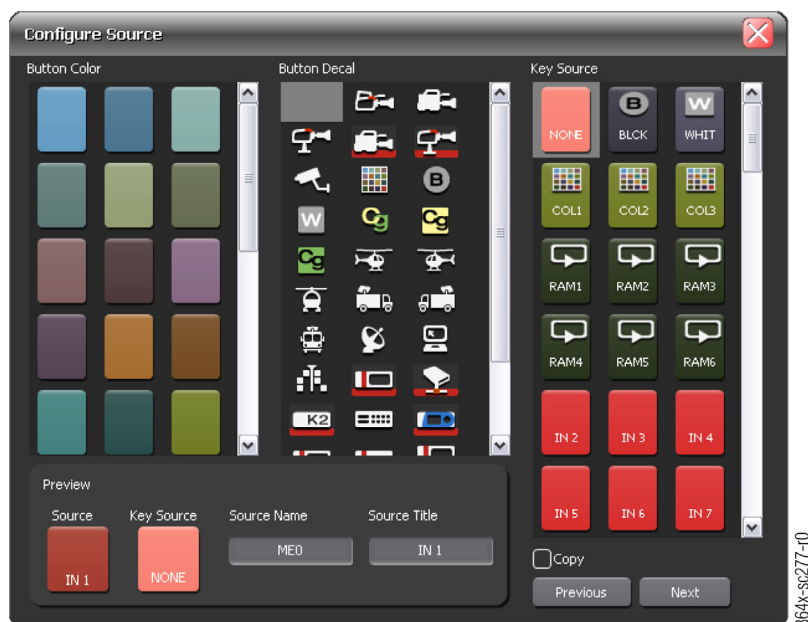 Configure Source
Button Color
Button Decal
Key Source
B
W
Cg
Cg
Cg
K2
NONE
B
BLCK
W
WHIT
COL1
COL2
COL3
RAM1
RAM2
RAM3
RAM4
RAM5
RAM6
IN 2
IN 3
IN 4
IN 5
IN 6
IN 7
Preview
Source
Key Source
Source Name
Source Title
IN 1
NONE
ME0
IN 1
Copy
Previous
Next